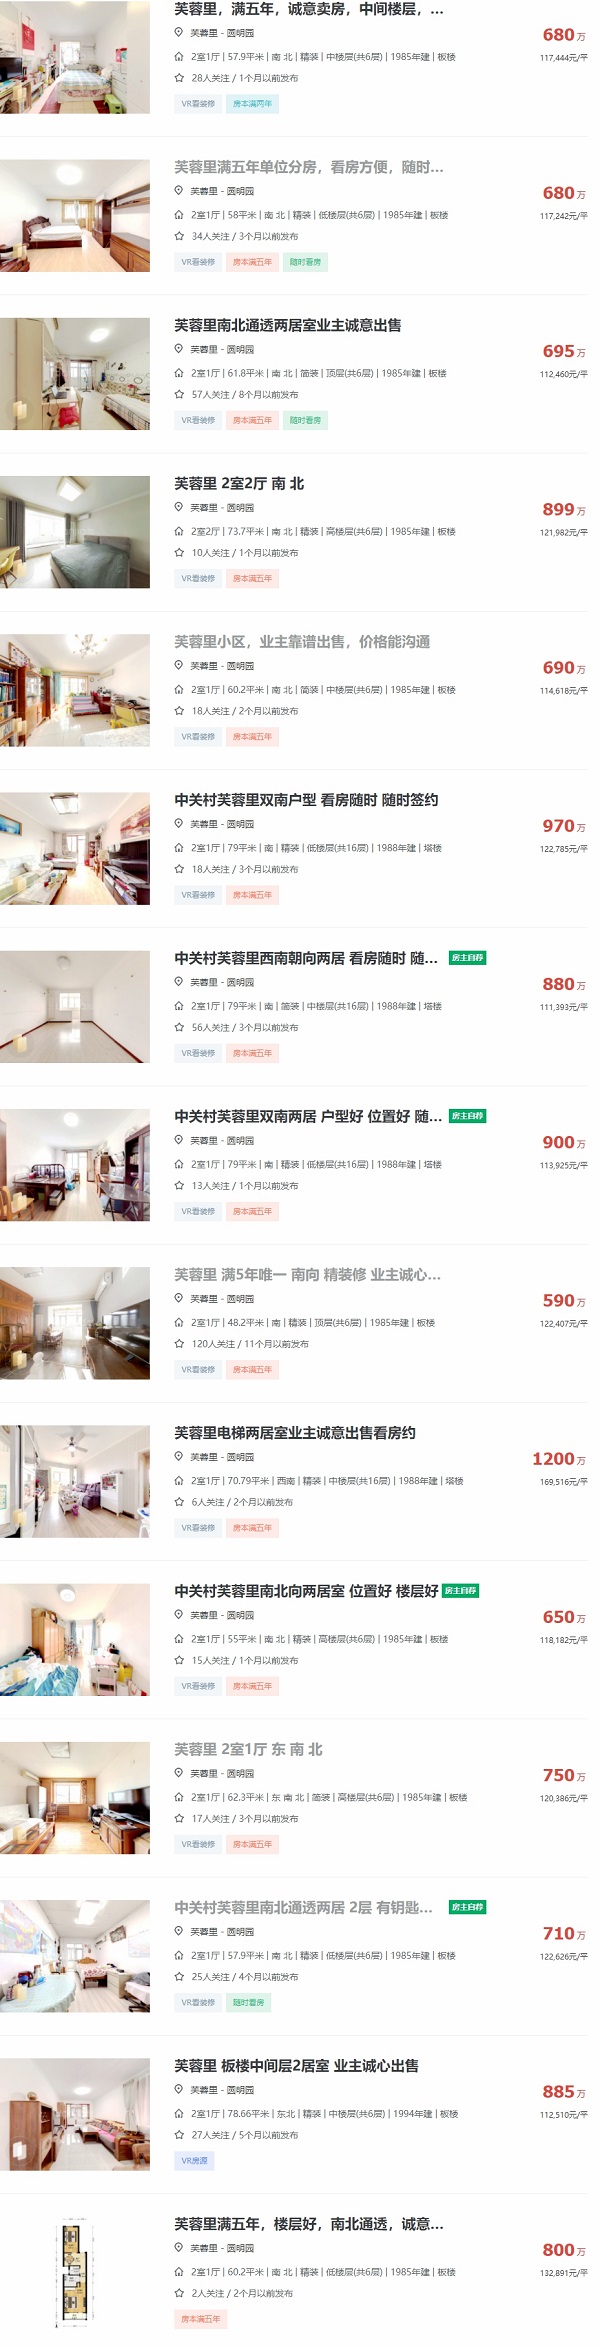 芙蓉里，满五年，诚意卖房，中间楼层，...
芙蓉里 - 圆明园
680万
2室1厅 | 57.9平米 | 南 北 | 精装 | 中楼层(共6层) | 1985年建 | 板楼
117,444元/平
28人关注 / 1个月以前发布
VR看装修 房本满两年
芙蓉里满五年单位分房，看房方便，随时...
芙蓉里 - 圆明园
680万
2室1厅 | 58平米 | 南 北 | 精装 | 低楼层(共6层) | 1985年建 | 板楼
117,242元/平
34人关注 / 3个月以前发布
VR看装修 房本满五年 随时看房
芙蓉里南北通透两居室业主诚意出售
芙蓉里 - 圆明园
695万
2室1厅 | 61.8平米 | 南 北 | 简装 | 顶层(共6层) | 1985年建 | 板楼
112,460元/平
57人关注 / 8个月以前发布
VR看装修 房本满五年 随时看房
芙蓉里 2室2厅 南 北
芙蓉里 - 圆明园
899万
2室2厅 | 73.7平米 | 南 北 | 精装 | 高楼层(共6层) | 1985年建 | 板楼
121,982元/平
10人关注 / 1个月以前发布
VR看装修 房本满五年
芙蓉里小区，业主靠谱出售，价格能沟通
芙蓉里 - 圆明园
690万
2室1厅 | 60.2平米 | 南 北 | 简装 | 中楼层(共6层) | 1985年建 | 板楼
114,618元/平
18人关注 / 2个月以前发布
VR看装修 房本满五年
中关村芙蓉里双南户型 看房随时 随时签约
芙蓉里 - 圆明园
970万
2室1厅 | 79平米 | 南 | 精装 | 低楼层(共16层) | 1988年建 | 塔楼
122,785元/平
18人关注 / 3个月以前发布
VR看装修 房本满五年
中关村芙蓉里西南朝向两居 看房随时 随... 房主自荐
芙蓉里 - 圆明园
880万
2室1厅 | 79平米 | 南 | 简装 | 中楼层(共16层) | 1988年建 | 塔楼
111,393元/平
56人关注 / 3个月以前发布
VR看装修 房本满五年
中关村芙蓉里双南两居 户型好 位置好 随... 房主自荐
芙蓉里 - 圆明园
900万
2室1厅 | 79平米 | 南 | 精装 | 低楼层(共16层) | 1988年建 | 塔楼
113,925元/平
13人关注 / 1个月以前发布
VR看装修 房本满五年
芙蓉里 满5年唯一 南向 精装修 业主诚心...
芙蓉里 - 圆明园
590万
2室1厅 | 48.2平米 | 南 | 精装 | 顶层(共6层) | 1985年建 | 板楼
122,407元/平
120人关注 / 11个月以前发布
VR看装修 房本满五年
芙蓉里电梯两居室业主诚意出售看房约
芙蓉里 - 圆明园
1200万
2室1厅 | 70.79平米 | 西南 | 精装 | 中楼层(共16层) | 1988年建 | 塔楼
169,516元/平
6人关注 / 2个月以前发布
VR看装修 房本满五年
中关村芙蓉里南北向两居室 位置好 楼层好 房主自荐
芙蓉里 - 圆明园
650万
2室1厅 | 55平米 | 南 北 | 精装 | 高楼层(共6层) | 1985年建 | 板楼
118,182元/平
15人关注 / 1个月以前发布
VR看装修 房本满五年
芙蓉里 2室1厅 东 南 北
芙蓉里 - 圆明园
750万
2室1厅 | 62.3平米 | 东 南 北 | 简装 | 高楼层(共6层) | 1985年建 | 板楼
120,386元/平
17人关注 / 3个月以前发布
VR看装修 房本满五年
中关村芙蓉里南北通透两居 2层 有钥匙... 房主自荐
芙蓉里 - 圆明园
710万
2室1厅 | 57.9平米 | 南 北 | 精装 | 低楼层(共6层) | 1985年建 | 板楼
122,626元/平
25人关注 / 4个月以前发布
VR看装修 随时看房
芙蓉里 板楼中间层2居室 业主诚心出售
芙蓉里 - 圆明园
885万
2室1厅 | 78.66平米 | 东北 | 精装 | 中楼层(共6层) | 1994年建 | 板楼
112,510元/平
27人关注 / 5个月以前发布
VR房源
芙蓉里满五年，楼层好，南北通透，诚意...
芙蓉里 - 圆明园
800万
2室1厅 | 60.2平米 | 南 北 | 精装 | 低楼层(共6层) | 1985年建 | 板楼
132,891元/平
2人关注 / 2个月以前发布
房本满五年